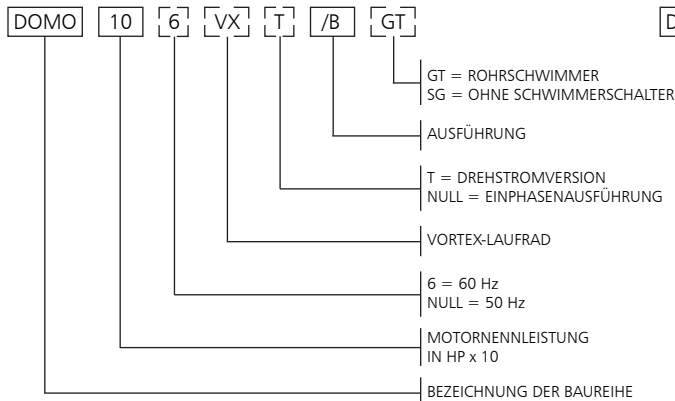 DOMO 10 6 VX T /B GT D
GT = ROHRSCHWIMMER
SG = OHNE SCHWIMMERSCHALTER
AUSFÜHRUNG
T = DREHSTROMVERSION
NULL = EINPHASENAUSFÜHRUNG
VORTEX-LAUFRAD
6 = 60 Hz
NULL = 50 Hz
MOTORNENNLEISTUNG
IN HP x 10
BEZEICHNUNG DER BAUREIHE